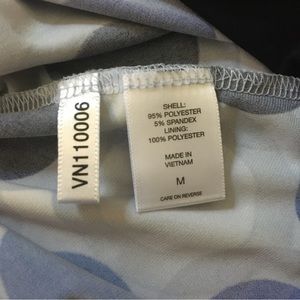 VN110006
SHELL:
95% POLYESTER
5% SPANDEX
LINING:
100% POLYESTER
MADE IN
VIETNAM
M
CARE ON REVERSE